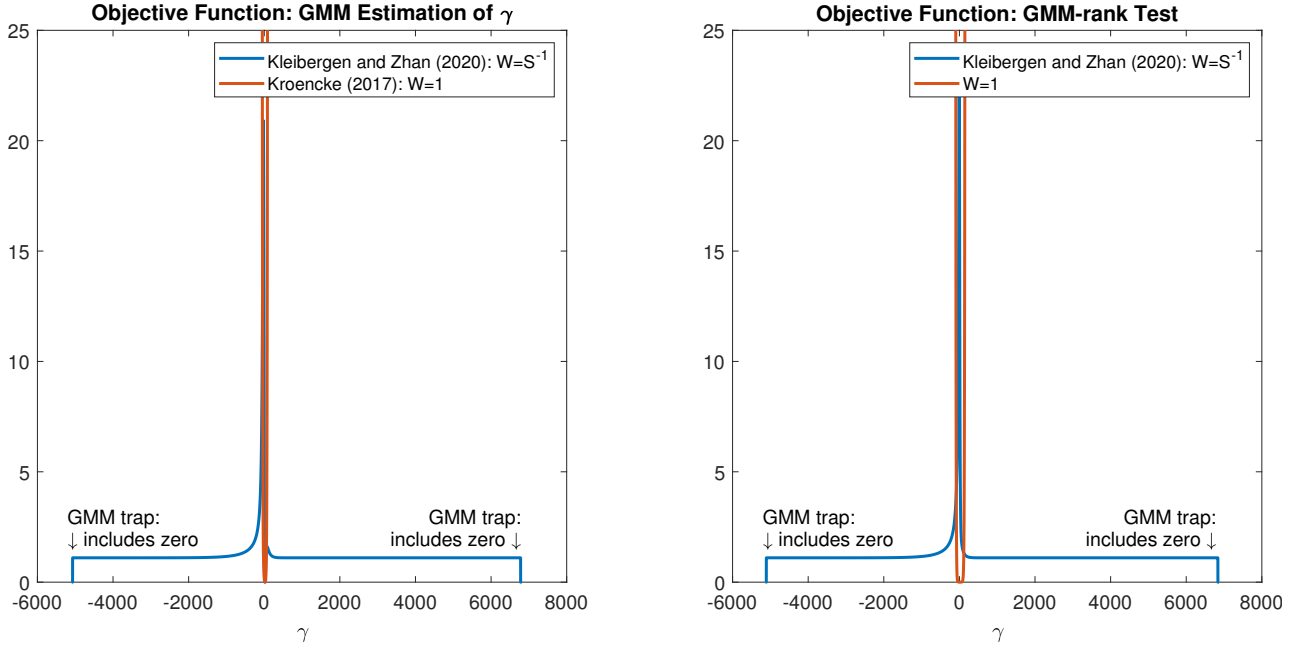 Objective Function: GMM Estimation of γ
25
20
15
10
5
0
Kleibergen and Zhan (2020): W=S⁻¹
Kroencke (2017): W=1
GMM trap:
↓ includes zero
GMM trap:
includes zero ↓
-6000 -4000 -2000 0 2000 4000 6000 8000
γ
Objective Function: GMM-rank Test
25
20
15
10
5
0
Kleibergen and Zhan (2020): W=S⁻¹
W=1
GMM trap:
↓ includes zero
GMM trap:
includes zero ↓
-6000 -4000 -2000 0 2000 4000 6000 8000
γ